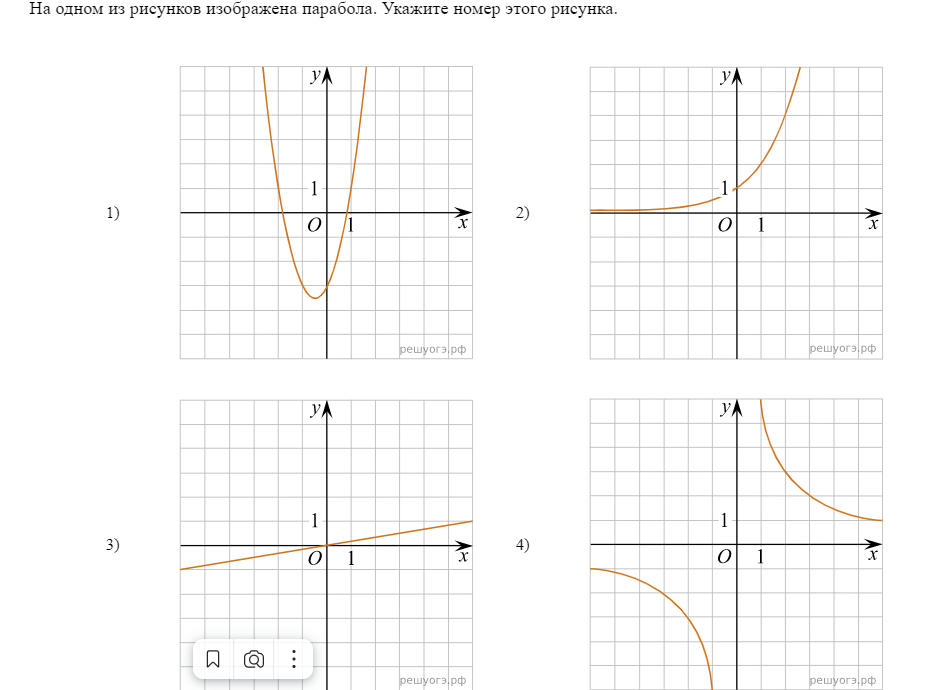 На одном из рисунков изображена парабола. Укажите номер этого рисунка.
1)
y
1
O
1
x
решуогэ.рф
2)
y
1
O
1
x
решуогэ.рф
3)
y
1
O
1
x
решуогэ.рф
4)
y
1
O
1
x
решуогэ.рф